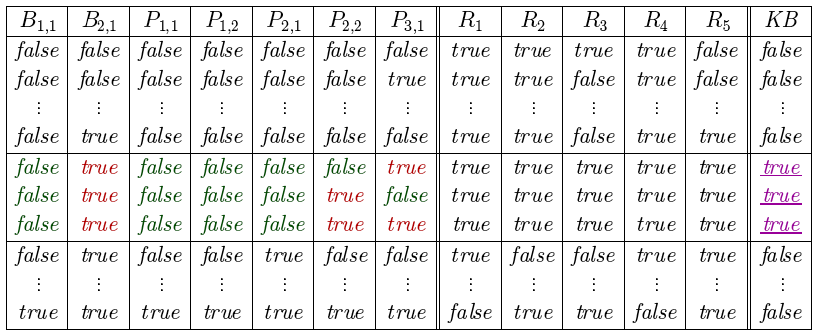 B1,1 B2,1 P1,1 P1,2 P2,1 P2,2 P3,1 R1 R2 R3 R4 R5 KB
false false false false false false false true true true true false false
false false false false false false true true true false true false false
⋮ ⋮ ⋮ ⋮ ⋮ ⋮ ⋮ ⋮ ⋮ ⋮ ⋮ ⋮ ⋮
false true false false false false false true true false true true false
false true false false false false true true true true true true true
false true false false false true false true true true true true true
false true false false false true true true true true true true true
false true false false true false false true false false true true false
⋮ ⋮ ⋮ ⋮ ⋮ ⋮ ⋮ ⋮ ⋮ ⋮ ⋮ ⋮ ⋮
true true true true true true true false true true false true false